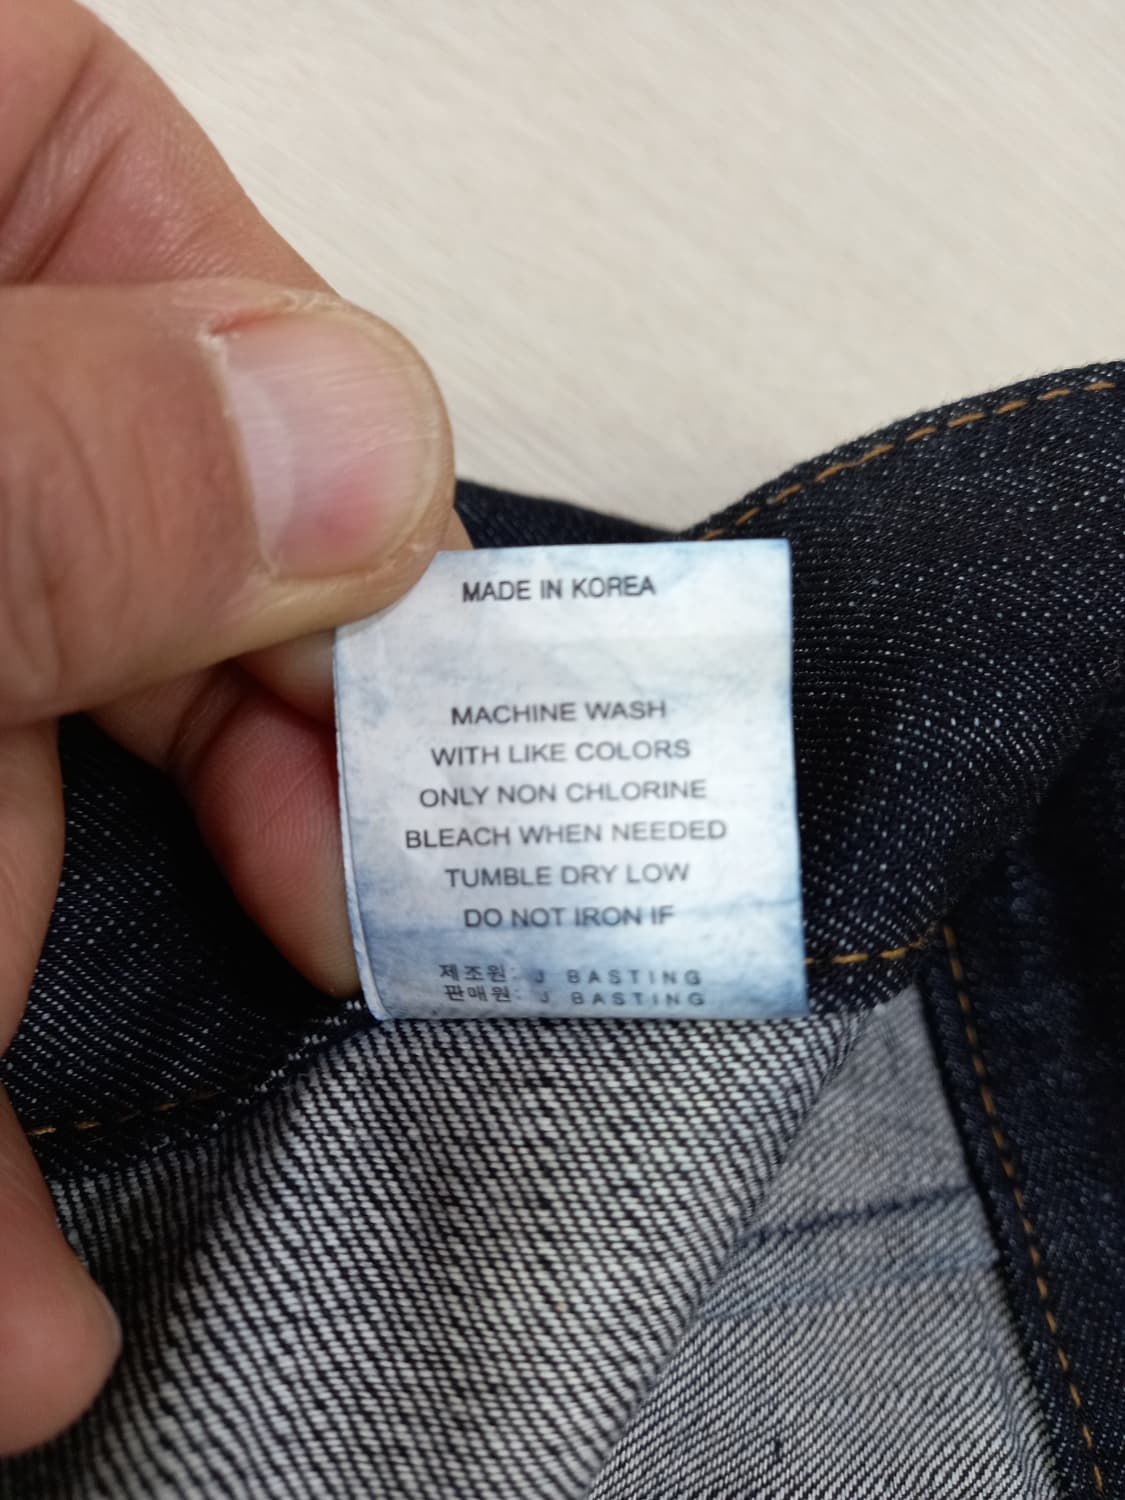 MADE IN KOREA
MACHINE WASH
WITH LIKE COLORS
ONLY NON CHLORINE
BLEACH WHEN NEEDED
TUMBLE DRY LOW
DO NOT IRON IF
제조원: J BASTING
판매원: J BASTING